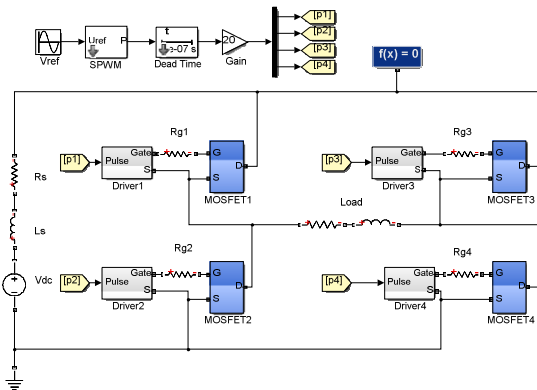 [p1]
[p2]
[p3]
[p4]
f(x) = 0
t
e-07 s
20
Uref P
Vref
SPWM
Dead Time
Gain
Rg1
Rg3
[p1]
Pulse
Gate
S
G
S
D
Driver1
MOSFET1
[p3]
Pulse
Gate
S
G
S
D
Driver3
MOSFET3
Rs
Load
Ls
Rg2
Rg4
Vdc
[p2]
Pulse
Gate
S
G
S
D
Driver2
MOSFET2
[p4]
Pulse
Gate
S
G
S
D
Driver4
MOSFET4